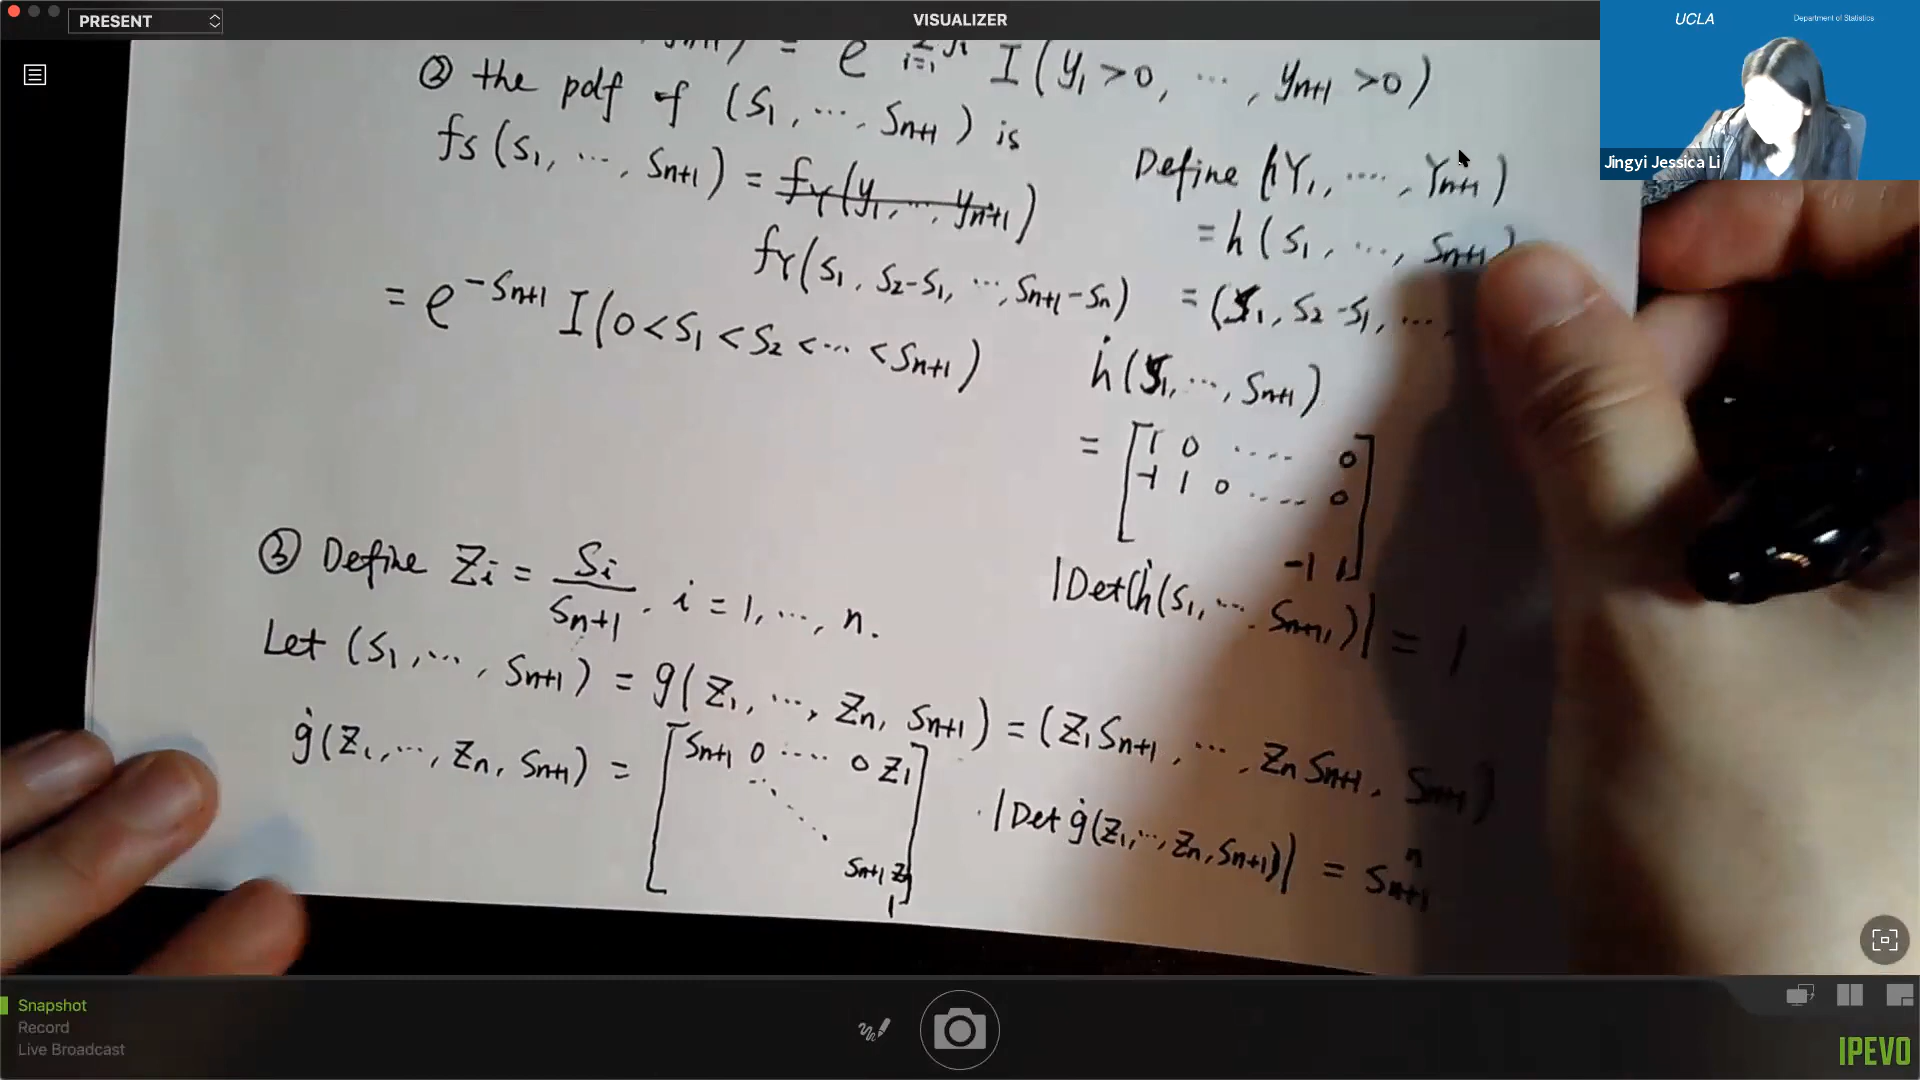 PRESENT
VISUALIZER
UCLA
Department of Statistics
Jingyi Jessica Li
= e I(y₁>0, ⋯, yₙ₊₁>0)
i=1
② the pdf of (S₁, ⋯, Sₙ₊₁) is
fS(s₁, ⋯, sₙ₊₁) = fY(y₁, ⋯, yₙ₊₁)
fY(s₁, s₂-s₁, ⋯, sₙ₊₁-sₙ)
= e^(-sₙ₊₁) I(0<s₁<s₂<⋯<sₙ₊₁)
Define (hY₁, ⋯, Yₙ₊₁)
= h(S₁, ⋯, Sₙ₊₁)
= (S₁, S₂-S₁, ⋯,
ḣ(S₁, ⋯, Sₙ₊₁)
= [1 0 ⋯ 0
-1 1 0 ⋯ 0
-1 1]
|Det(ḣ(s₁, ⋯, sₙ₊₁)| = 1
③ Define Zᵢ = Sᵢ/Sₙ₊₁, i = 1, ⋯, n.
Let (S₁, ⋯, Sₙ₊₁) = g(Z₁, ⋯, Zₙ, Sₙ₊₁) = (Z₁Sₙ₊₁, ⋯, ZₙSₙ₊₁, Sₙ₊₁)
ġ(Z₁, ⋯, Zₙ, Sₙ₊₁) = [Sₙ₊₁ 0 ⋯ 0 Z₁
Sₙ₊₁ Zₙ
1]
|Det ġ(Z₁, ⋯, Zₙ, Sₙ₊₁)| = Sₙ₊₁ⁿ
Snapshot
Record
Live Broadcast
IPEVO